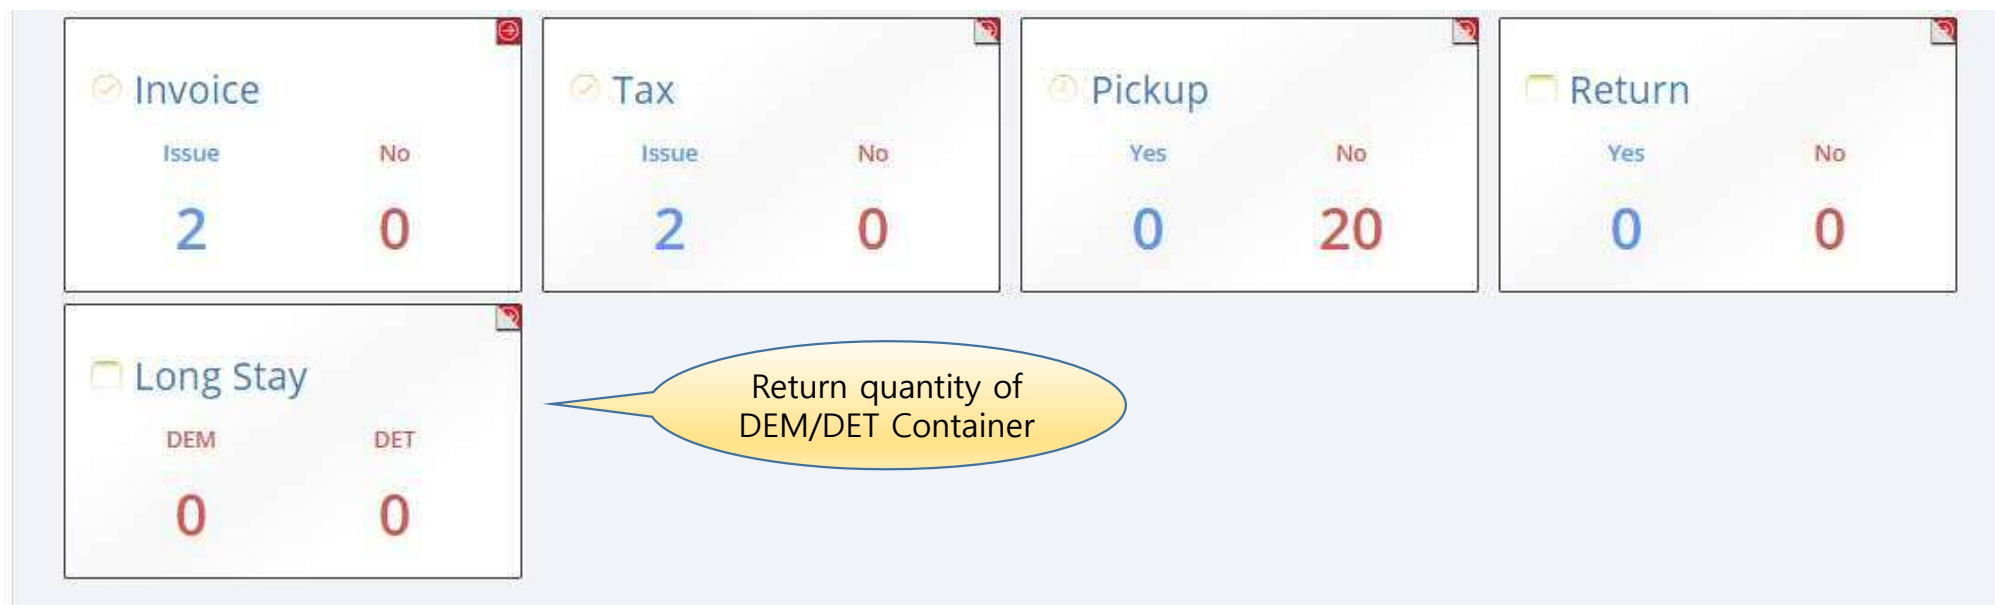 Invoice
Issue No
2 0
Tax
Issue No
2 0
Pickup
Yes No
0 20
Return
Yes No
0 0
Long Stay
DEM DET
0 0
Return quantity of
DEM/DET Container